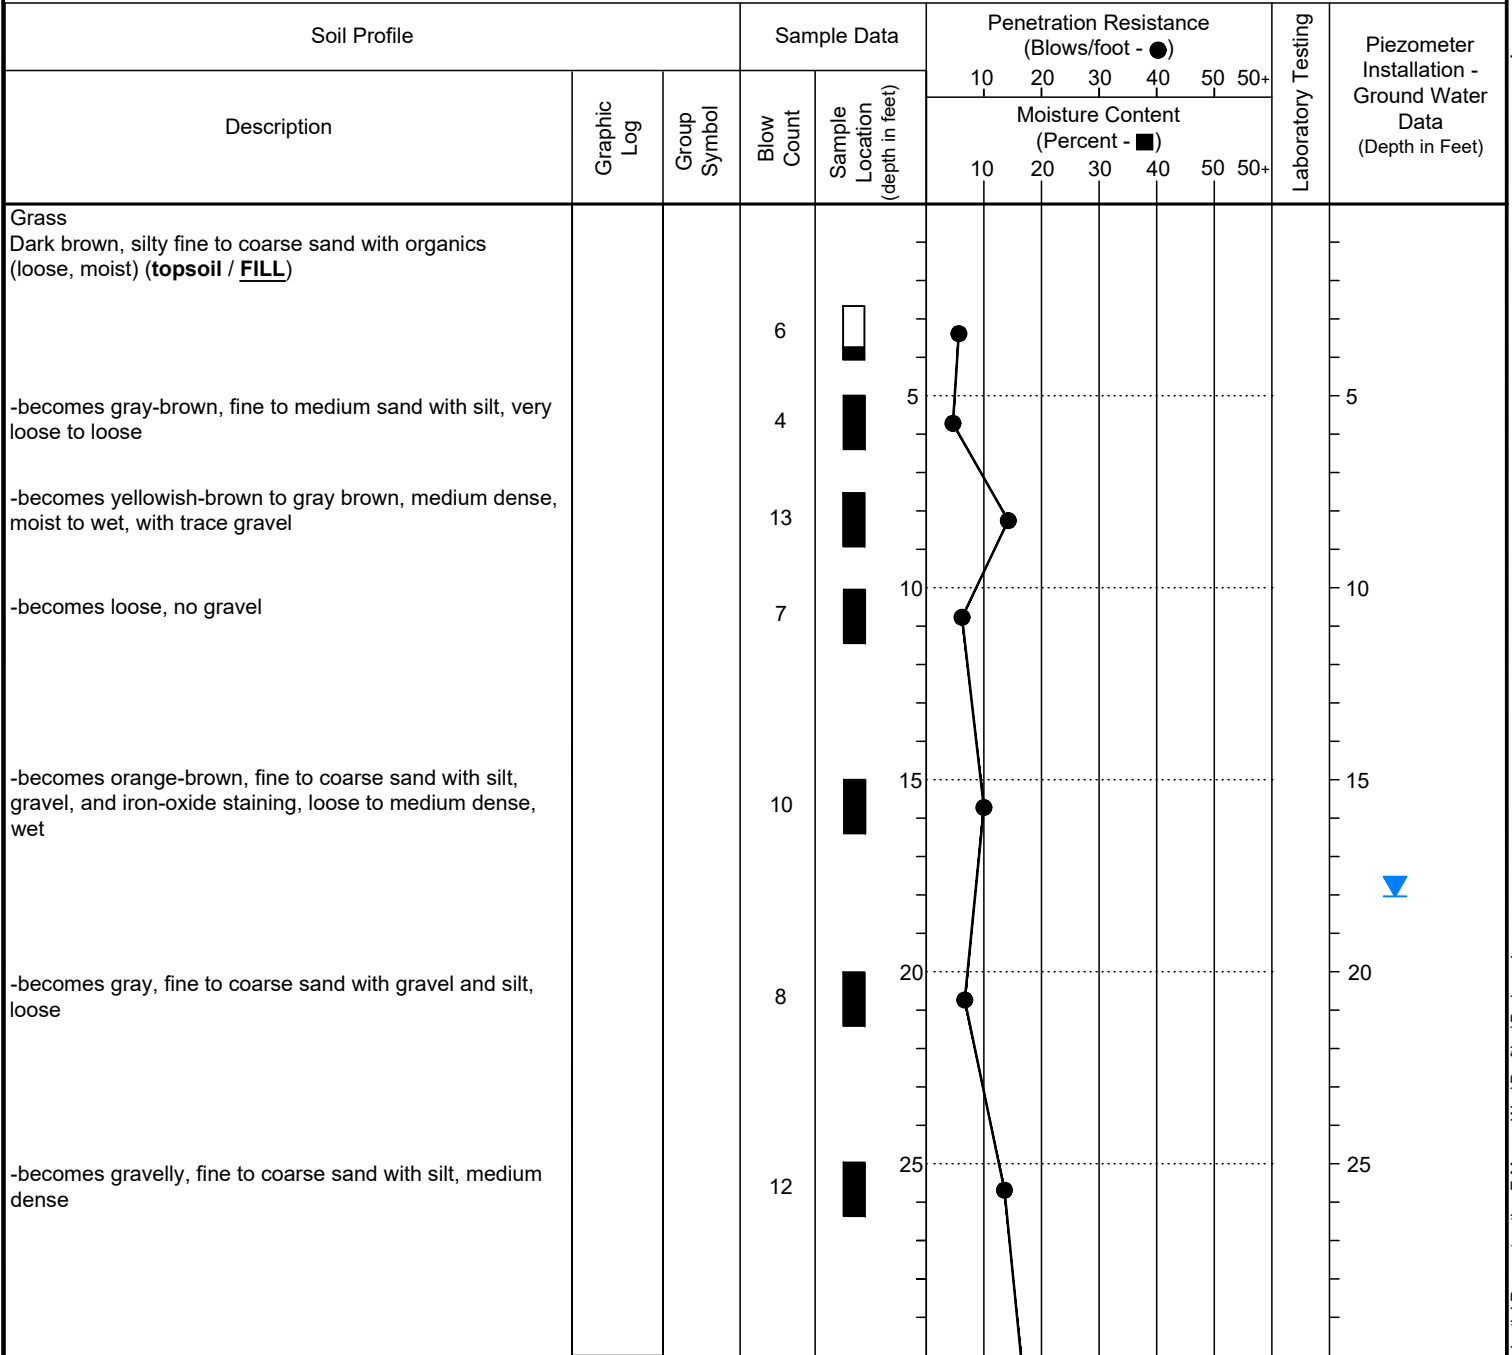 Soil Profile
Sample Data
Penetration Resistance
(Blows/foot - ●)
10 20 30 40 50 50+
Moisture Content
(Percent - ■)
10 20 30 40 50 50+
Laboratory Testing
Piezometer
Installation -
Ground Water
Data
(Depth in Feet)
Description
Graphic
Log
Group
Symbol
Blow
Count
Sample
Location
(depth in feet)
Grass
Dark brown, silty fine to coarse sand with organics
(loose, moist) (topsoil / FILL)
6
5 5
-becomes gray-brown, fine to medium sand with silt, very
loose to loose
4
-becomes yellowish-brown to gray brown, medium dense,
moist to wet, with trace gravel
13
10 10
-becomes loose, no gravel
7
15 15
-becomes orange-brown, fine to coarse sand with silt,
gravel, and iron-oxide staining, loose to medium dense,
wet
10
20 20
-becomes gray, fine to coarse sand with gravel and silt,
loose
8
25 25
-becomes gravelly, fine to coarse sand with silt, medium
dense
12